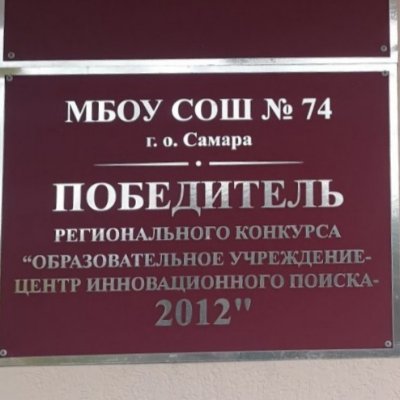 МБОУ СОШ № 74
г. о. Самара
ПОБЕДИТЕЛЬ
РЕГИОНАЛЬНОГО КОНКУРСА
“ОБРАЗОВАТЕЛЬНОЕ УЧРЕЖДЕНИЕ-
ЦЕНТР ИННОВАЦИОННОГО ПОИСКА-
2012"